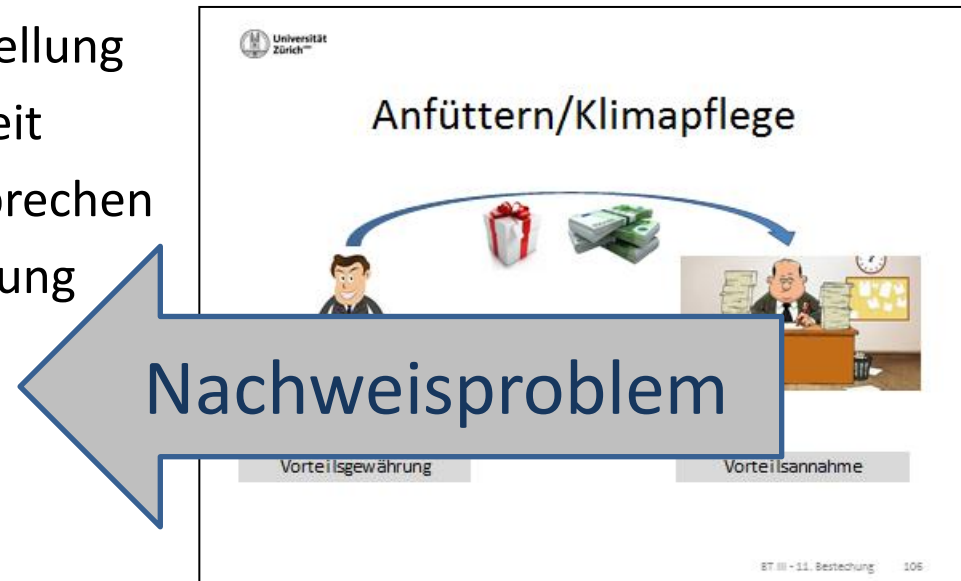 ellung
eit
prechen
ung
Universität
Zürich
Anfüttern/Klimapflege
Nachweisproblem
Vorteilsgewährung
Vorteilsannahme
BT III - 11. Bestechung 106